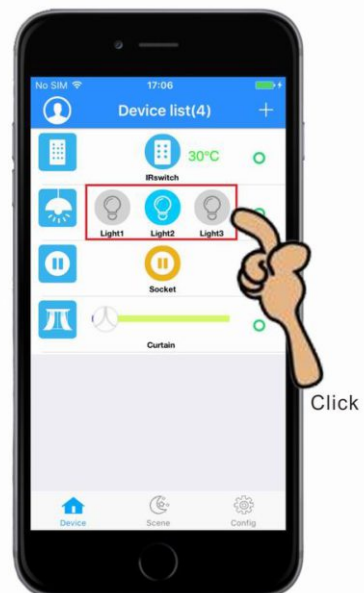 No SIM 17:06
Device list(4) +
30°C
IRswitch
Light1 Light2 Light3
Socket
Curtain
Click
Device Scene Config